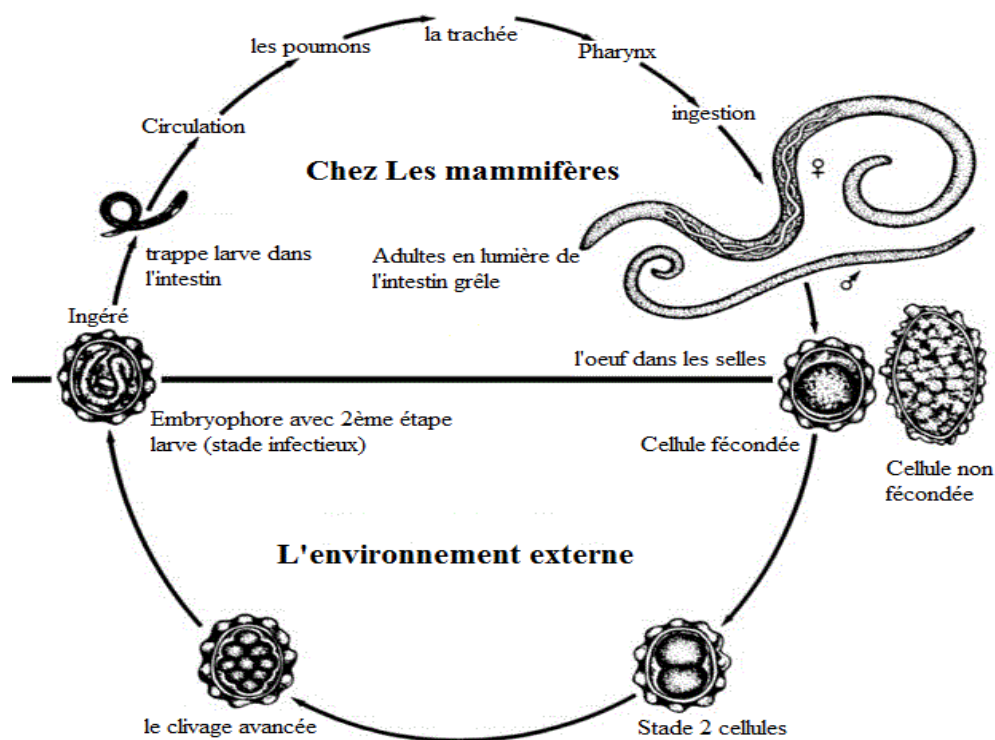 la trachée
les poumons
Pharynx
Circulation
ingestion
Chez Les mammifères
♀
trappe larve dans
l'intestin
Adultes en lumière de
l'intestin grêle
♂
Ingéré
l'oeuf dans les selles
Embryophore avec 2ème étape
larve (stade infectieux)
Cellule fécondée
Cellule non
fécondée
L'environnement externe
le clivage avancée
Stade 2 cellules